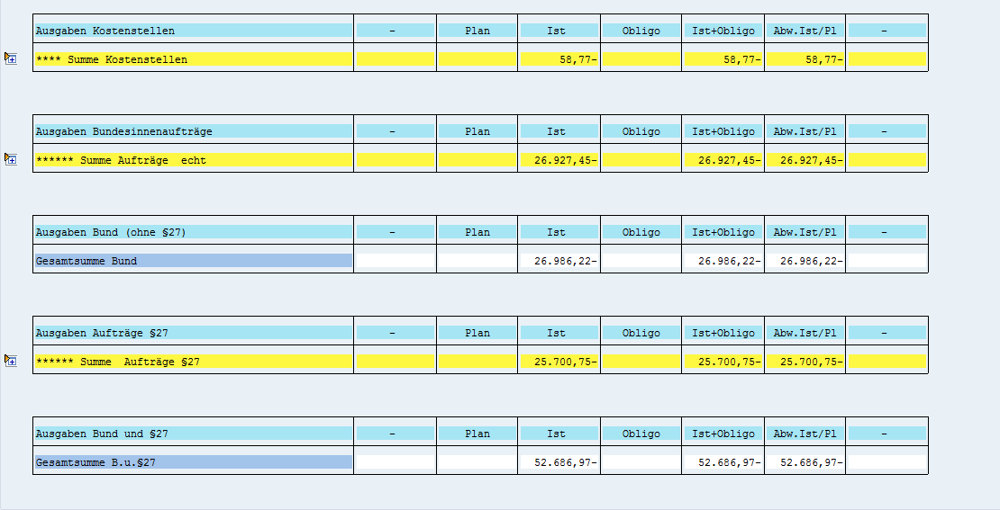 Ausgaben Kostenstellen - Plan Ist Obligo Ist+Obligo Abw.Ist/Pl -
**** Summe Kostenstellen 58,77- 58,77- 58,77-
Ausgaben Bundesinnenaufträge - Plan Ist Obligo Ist+Obligo Abw.Ist/Pl -
****** Summe Aufträge echt 26.927,45- 26.927,45- 26.927,45-
Ausgaben Bund (ohne §27) - Plan Ist Obligo Ist+Obligo Abw.Ist/Pl -
Gesamtsumme Bund 26.986,22- 26.986,22- 26.986,22-
Ausgaben Aufträge §27 - Plan Ist Obligo Ist+Obligo Abw.Ist/Pl -
****** Summe Aufträge §27 25.700,75- 25.700,75- 25.700,75-
Ausgaben Bund und §27 - Plan Ist Obligo Ist+Obligo Abw.Ist/Pl -
Gesamtsumme B.u.§27 52.686,97- 52.686,97- 52.686,97-